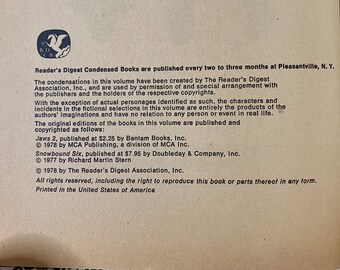 Reader's Digest Condensed Books are published every two to three months at Pleasantville, N.Y.
The condensations in this volume have been created by The Reader's Digest
Association, Inc., and are used by permission of and special arrangement with
the publishers and the holders of the respective copyrights.
With the exception of actual personages identified as such, the characters and
incidents in the fictional selections in this volume are entirely the products of the
authors' imaginations and have no relation to any person or event in real life.
The original editions of the books in this volume are published and
copyrighted as follows:
Jaws 2, published at $2.25 by Bantam Books, Inc.
© 1978 by MCA Publishing, a division of MCA Inc.
Snowbound Six, published at $7.95 by Doubleday & Company, Inc.
© 1977 by Richard Martin Stern
© 1978 by The Reader's Digest Association, Inc.
All rights reserved, including the right to reproduce this book or parts thereof in any form.
Printed in the United States of America